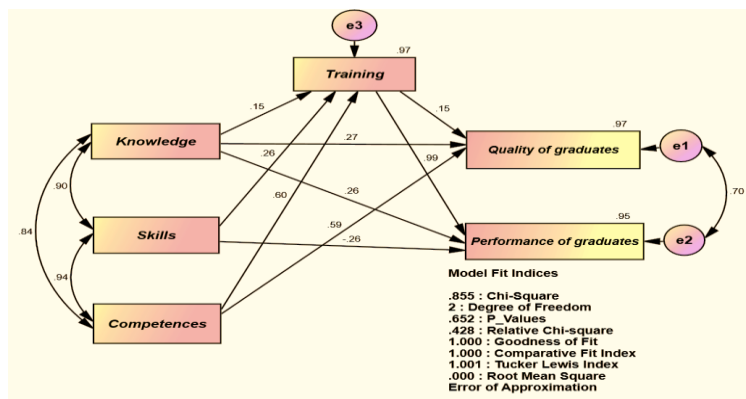 e3
.97
Training
.15
.15
.97
Knowledge
.27
Quality of graduates
e1
.26
.99
.90
.60
.26
.70
.84
.59
.95
Skills
-.26
Performance of graduates
e2
.94
Model Fit Indices
.855 : Chi-Square
2 : Degree of Freedom
.652 : P_Values
.428 : Relative Chi-square
1.000 : Goodness of Fit
1.000 : Comparative Fit Index
1.001 : Tucker Lewis Index
.000 : Root Mean Square
Error of Approximation
Competences